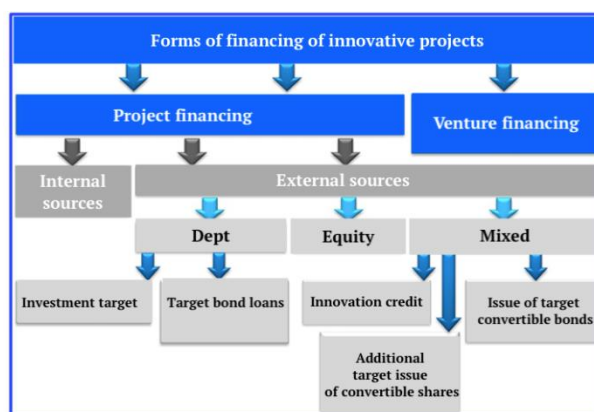 Forms of financing of innovative projects
Project financing
Venture financing
Internal
sources
External sources
Dept
Equity
Mixed
Investment target
Target bond loans
Innovation credit
Issue of target
convertible bonds
Additional
target issue
of convertible shares